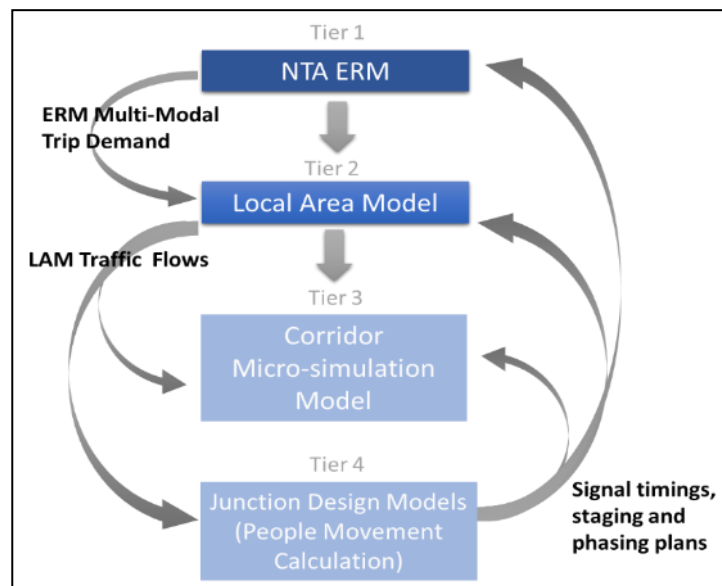 Tier 1
NTA ERM
ERM Multi-Modal
Trip Demand
Tier 2
Local Area Model
LAM Traffic Flows
Tier 3
Corridor
Micro-simulation
Model
Tier 4
Junction Design Models
(People Movement
Calculation)
Signal timings,
staging and
phasing plans